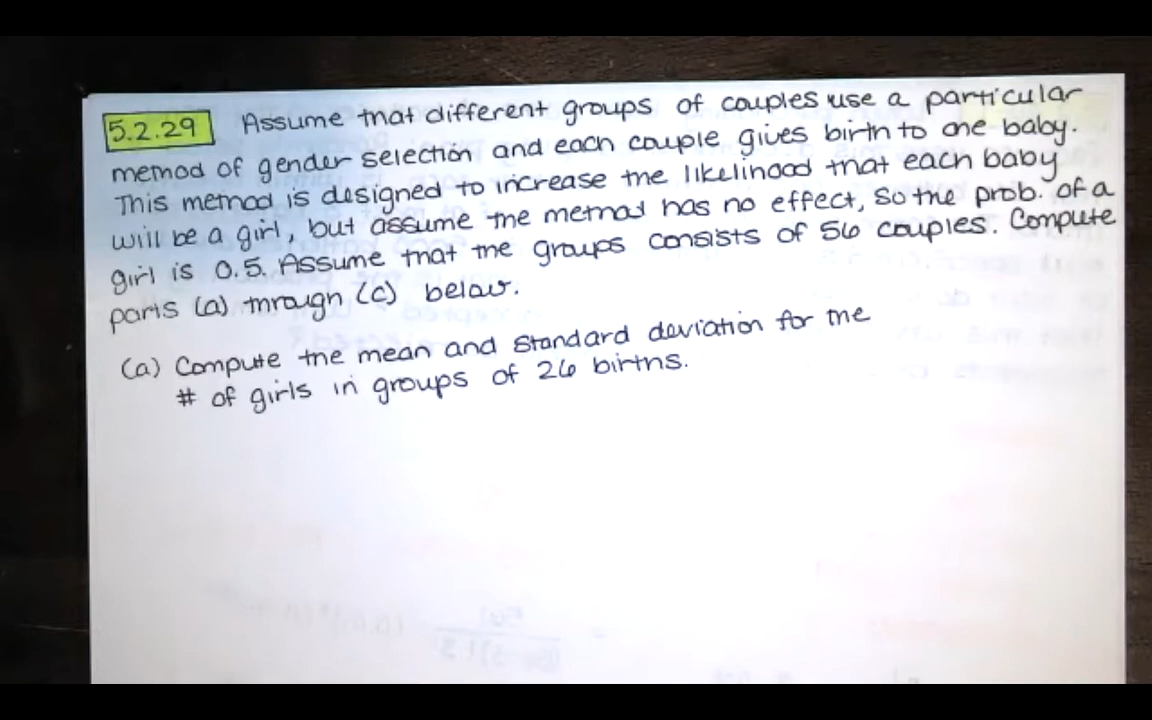 5.2.29 Assume that different groups of couples use a particular
method of gender selection and each couple gives birth to one baby.
This method is designed to increase the likelihood that each baby
will be a girl, but assume the method has no effect, so the prob. of a
girl is 0.5. Assume that the groups consists of 56 couples. Compute
parts (a) through (c) below.
(a) Compute the mean and standard deviation for the
# of girls in groups of 26 births.